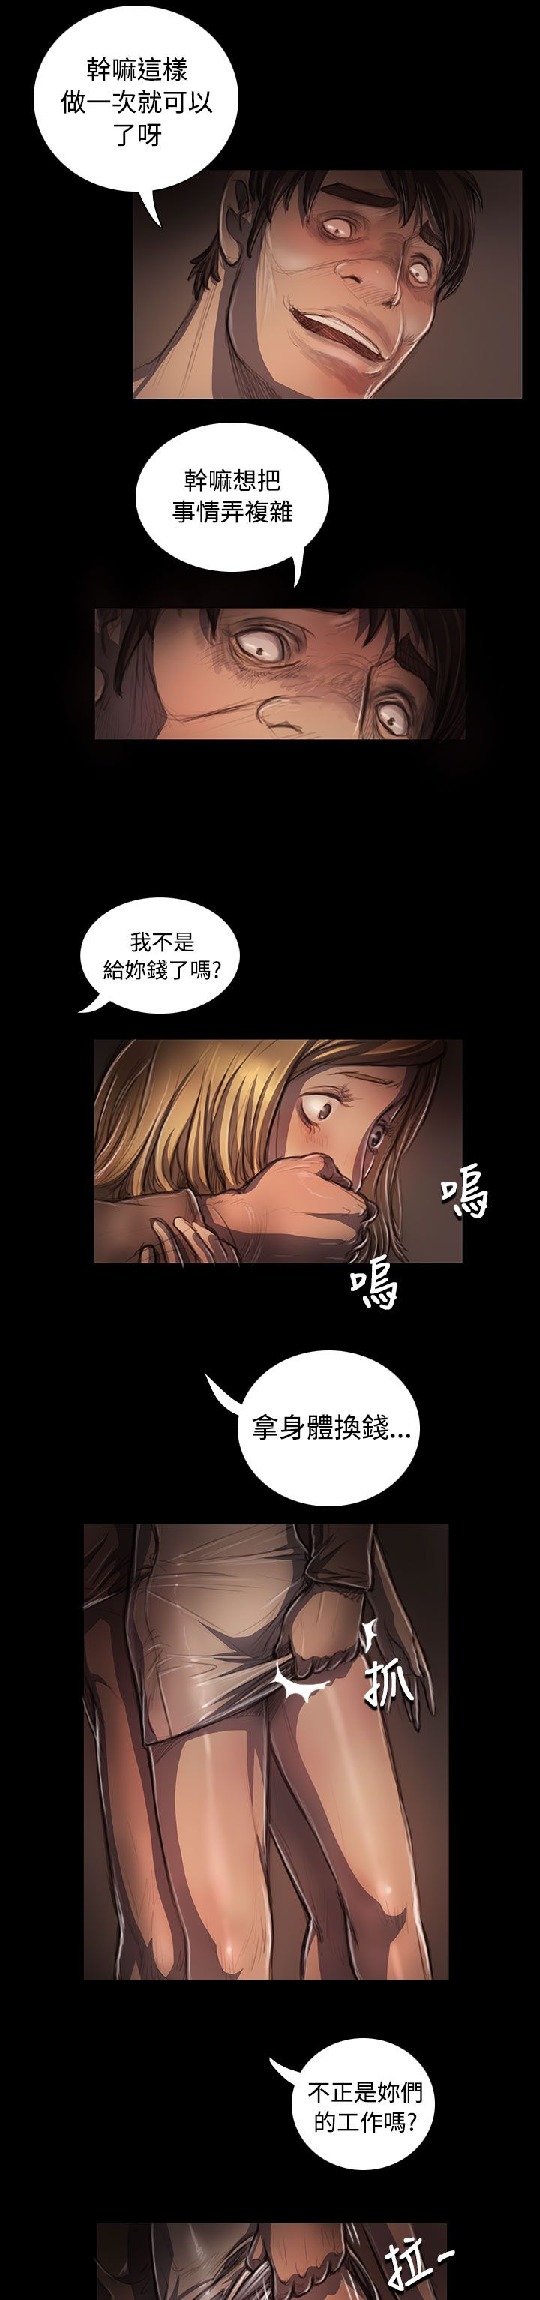 幹嘛這樣
做一次就可以
了呀
幹嘛想把
事情弄複雜
我不是
給妳錢了嗎?
嗚
嗚
拿身體換錢...
抓
不正是妳們
的工作嗎?
拉~